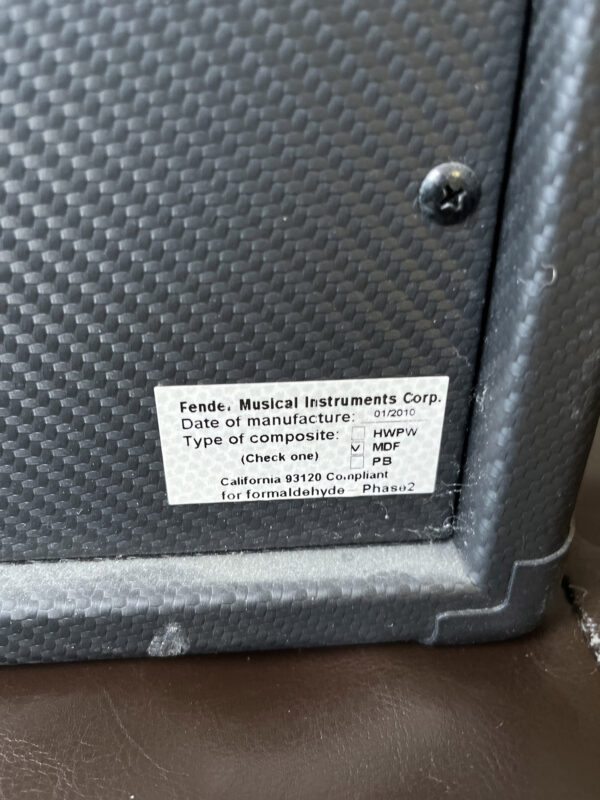 Fender Musical Instruments Corp.
Date of manufacture: 01/2010
Type of composite: HWPW
(Check one) MDF
PB
California 93120 Compliant
for formaldehyde - Phase2